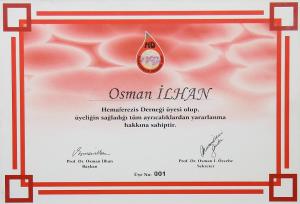 HD
Osman İLHAN
Hemaferezis Derneği üyesi olup,
üyeliğin sağladığı tüm ayrıcalıklardan yararlanma
hakkına sahiptir.
Prof. Dr. Osman İlhan
Başkan
Prof. Dr. Osman İ. Özcebe
Sekreter
Üye No: 001